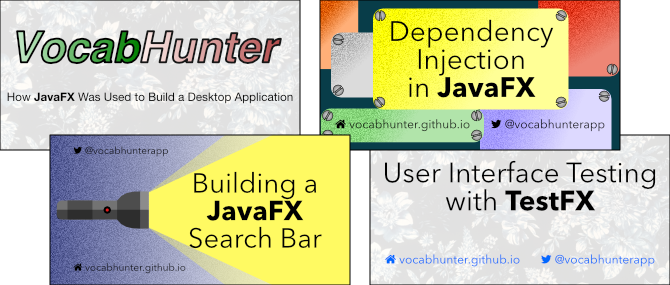 VocabHunter
How JavaFX Was Used to Build a Desktop Application
Dependency
Injection
in JavaFX
vocabhunter.github.io @vocabhunterapp
@vocabhunterapp
Building a
JavaFX
Search Bar
vocabhunter.github.io
User Interface Testing
with TestFX
vocabhunter.github.io @vocabhunterapp